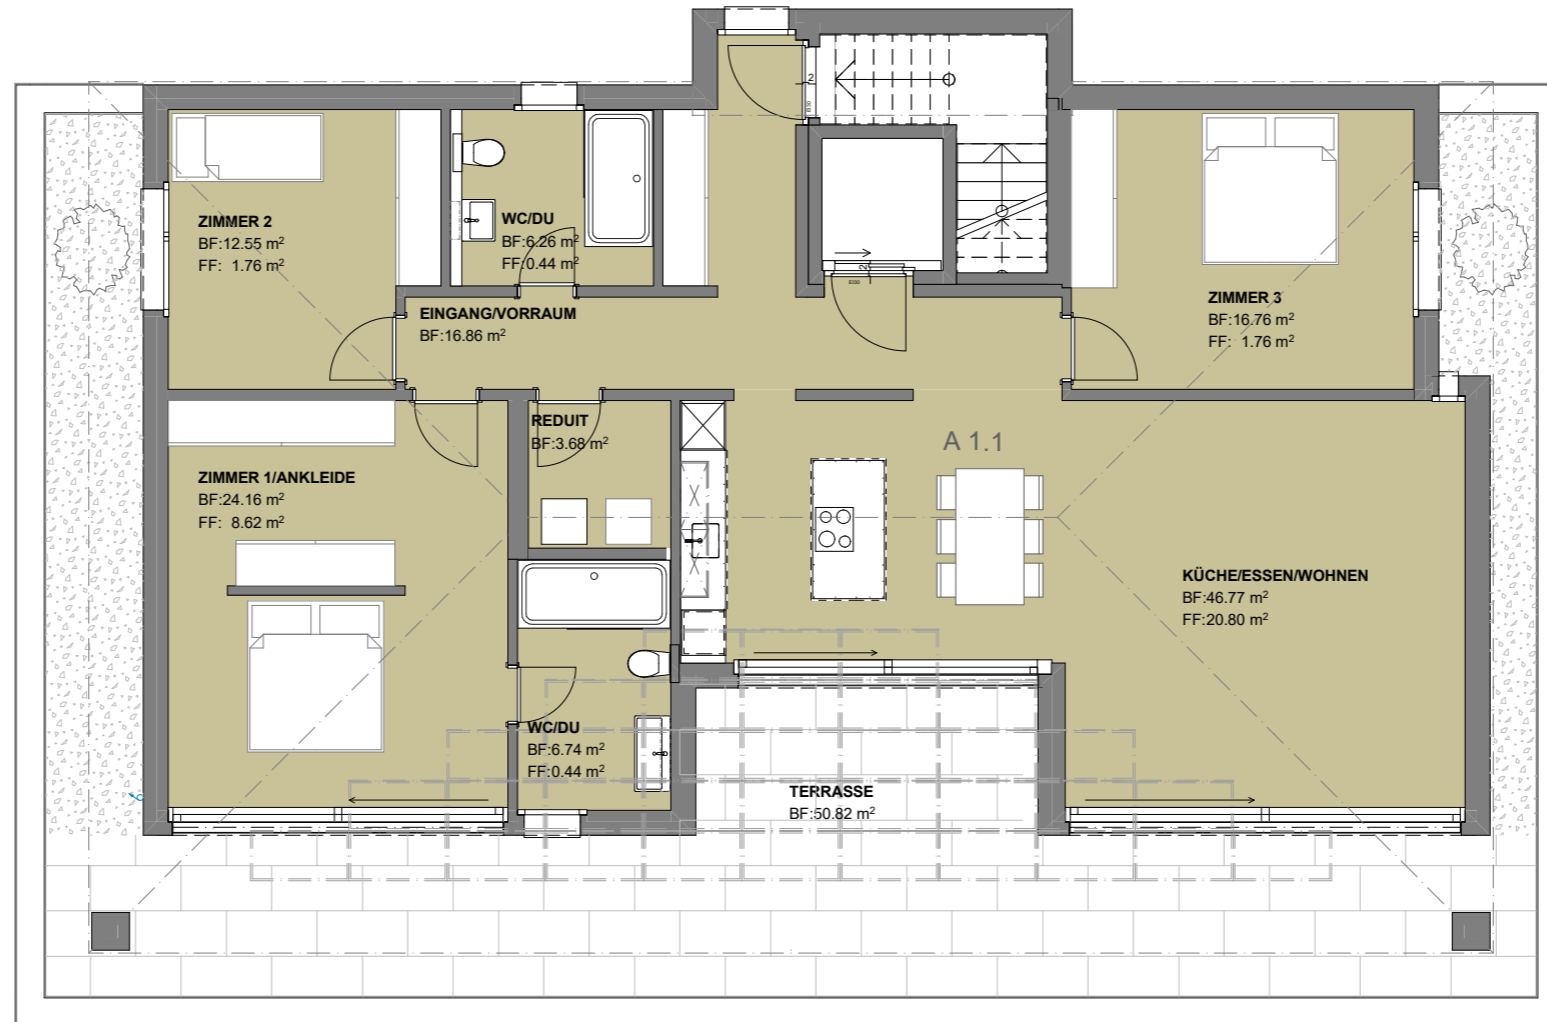 ZIMMER 2
BF:12.55 m²
FF: 1.76 m²
WC/DU
BF:6.26 m²
FF:0.44 m²
2
EI30
2
EI30
EINGANG/VORRAUM
BF:16.86 m²
ZIMMER 3
BF:16.76 m²
FF: 1.76 m²
REDUIT
BF:3.68 m²
A 1.1
ZIMMER 1/ANKLEIDE
BF:24.16 m²
FF: 8.62 m²
KÜCHE/ESSEN/WOHNEN
BF:46.77 m²
FF:20.80 m²
WC/DU
BF:6.74 m²
FF:0.44 m²
TERRASSE
BF:50.82 m²